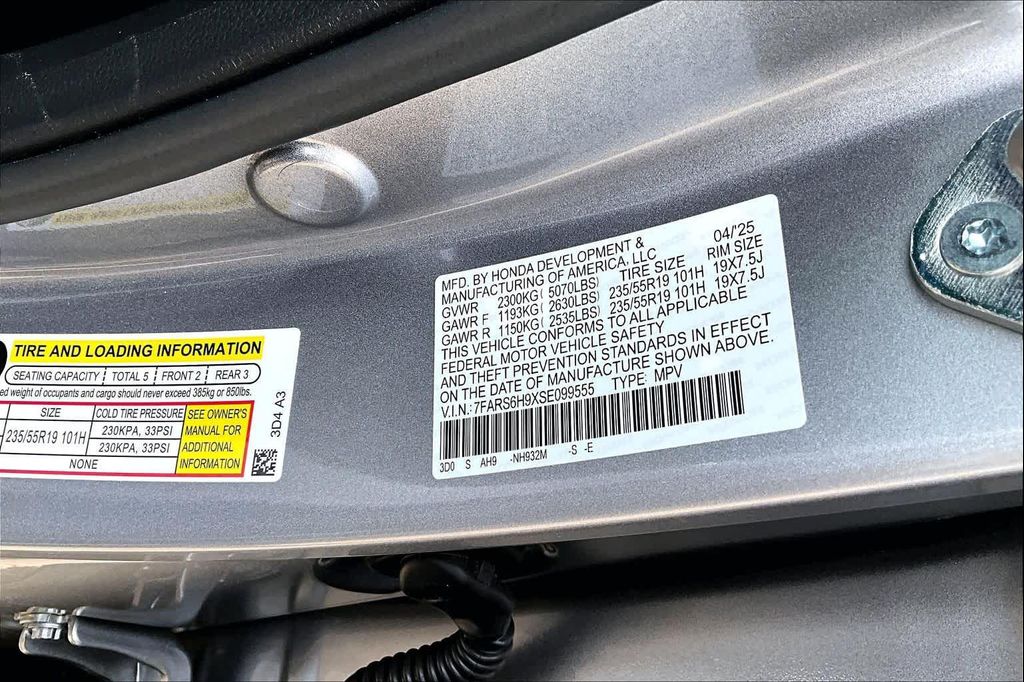 MFD. BY HONDA DEVELOPMENT & 04/'25
MANUFACTURING OF AMERICA, LLC
GVWR 2300KG( 5070LBS) TIRE SIZE RIM SIZE
GAWR F 1193KG( 2630LBS) 235/55R19 101H 19X7.5J
GAWR R 1150KG( 2535LBS) 235/55R19 101H 19X7.5J
THIS VEHICLE CONFORMS TO ALL APPLICABLE
FEDERAL MOTOR VEHICLE SAFETY
AND THEFT PREVENTION STANDARDS IN EFFECT
ON THE DATE OF MANUFACTURE SHOWN ABOVE.
V.I.N.: 7FARS6H9XSE099555 TYPE: MPV
3D0 S AH9 -NH932M -S -E
TIRE AND LOADING INFORMATION
SEATING CAPACITY TOTAL 5 FRONT 2 REAR 3
weight of occupants and cargo should never exceed 385kg or 850lbs.
SIZE COLD TIRE PRESSURE SEE OWNER'S
MANUAL FOR
ADDITIONAL
INFORMATION
235/55R19 101H 230KPA, 33PSI
230KPA, 33PSI
NONE
3D4 A3